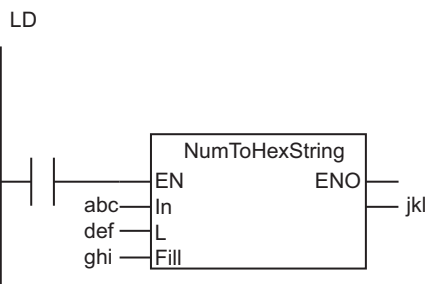 LD
NumToHexString
EN ENO
abc In jkl
def L
ghi Fill